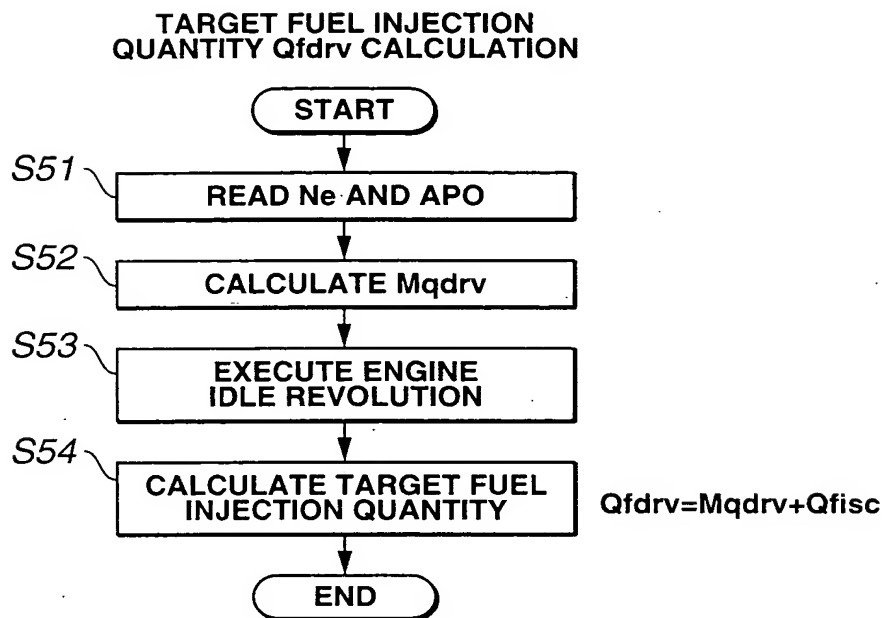 TARGET FUEL INJECTION
QUANTITY Qfdrv CALCULATION
START
S51
READ Ne AND APO
S52
CALCULATE Mqdrv
S53
EXECUTE ENGINE
IDLE REVOLUTION
S54
CALCULATE TARGET FUEL
INJECTION QUANTITY
Qfdrv=Mqdrv+Qfisc
END